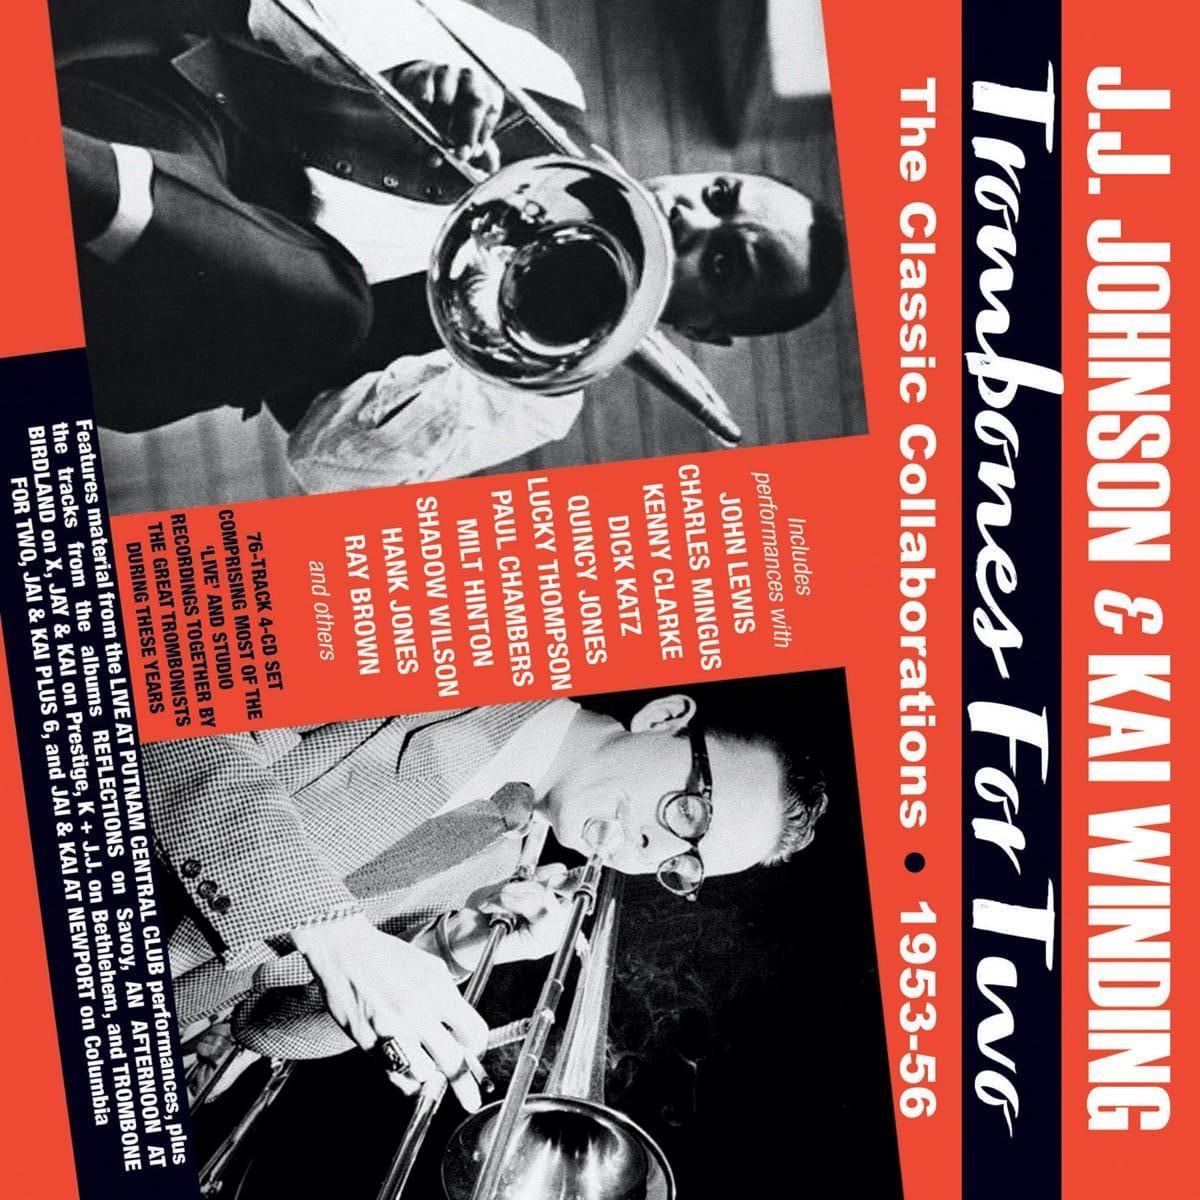 J.J. JOHNSON & KAI WINDING
Trombones For Two
The Classic Collaborations • 1953-56
Includes
performances with
JOHN LEWIS
CHARLES MINGUS
KENNY CLARKE
DICK KATZ
QUINCY JONES
LUCKY THOMPSON
PAUL CHAMBERS
MILT HINTON
SHADOW WILSON
HANK JONES
RAY BROWN
and others
76-TRACK 4-CD SET
COMPRISING MOST OF THE
'LIVE' AND STUDIO
RECORDINGS TOGETHER BY
THE GREAT TROMBONISTS
DURING THESE YEARS
Features material from the LIVE AT PUTNAM CENTRAL CLUB performances, plus
the tracks from the albums REFLECTIONS on Savoy, AN AFTERNOON AT
BIRDLAND on X, JAY & KAI on Prestige, K + J.J. on Bethlehem, and TROMBONE
FOR TWO, JAI & KAI PLUS 6, and JAI & KAI AT NEWPORT on Columbia